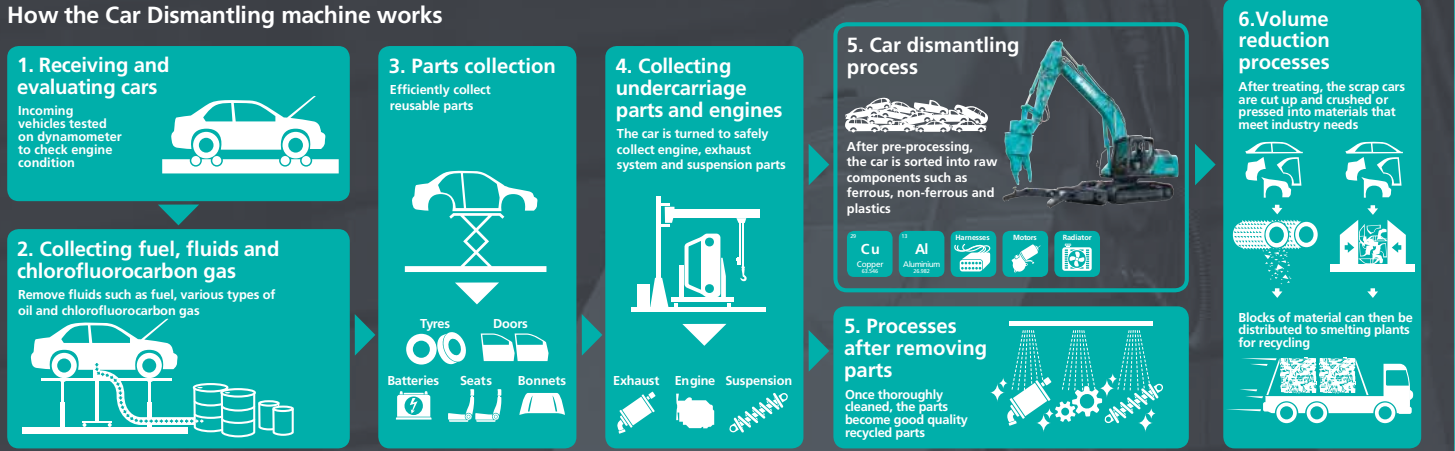 How the Car Dismantling machine works
1. Receiving and
evaluating cars
Incoming
vehicles tested
on dynamometer
to check engine
condition
2. Collecting fuel, fluids and
chlorofluorocarbon gas
Remove fluids such as fuel, various types of
oil and chlorofluorocarbon gas
3. Parts collection
Efficiently collect
reusable parts
Tyres
Doors
Batteries
Seats
Bonnets
4. Collecting
undercarriage
parts and engines
The car is turned to safely
collect engine, exhaust
system and suspension parts
Exhaust
Engine
Suspension
5. Car dismantling
process
After pre-processing,
the car is sorted into raw
components such as
ferrous, non-ferrous and
plastics
29
Cu
Copper
63.546
13
Al
Aluminium
26.982
Harnesses
Motors
Radiator
5. Processes
after removing
parts
Once thoroughly
cleaned, the parts
become good quality
recycled parts
6.Volume
reduction
processes
After treating, the scrap cars
are cut up and crushed or
pressed into materials that
meet industry needs
Blocks of material can then be
distributed to smelting plants
for recycling